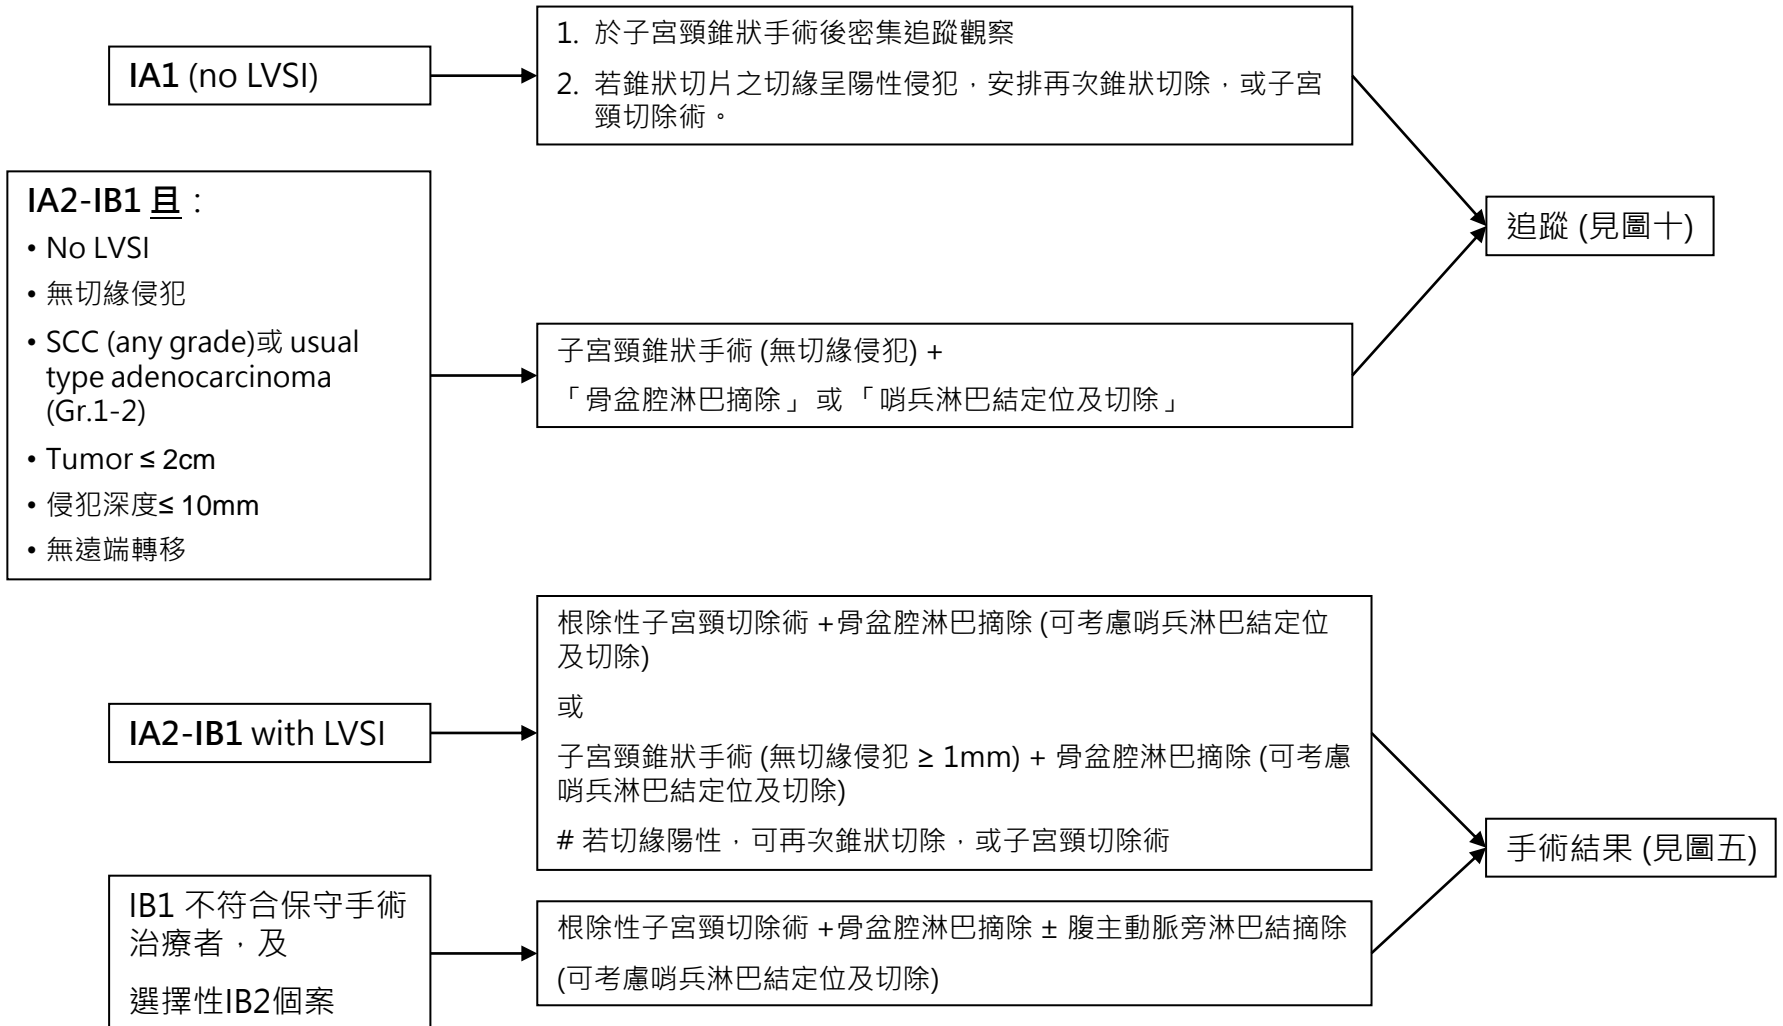 IA1 (no LVSI)
1. 於子宮頸錐狀手術後密集追蹤觀察
2. 若錐狀切片之切緣呈陽性侵犯，安排再次錐狀切除，或子宮
頸切除術。
IA2-IB1 且：
• No LVSI
• 無切緣侵犯
• SCC (any grade)或 usual
type adenocarcinoma
(Gr.1-2)
• Tumor ≤ 2cm
• 侵犯深度≤ 10mm
• 無遠端轉移
子宮頸錐狀手術 (無切緣侵犯) +
「骨盆腔淋巴摘除」或「哨兵淋巴結定位及切除」
追蹤 (見圖十)
IA2-IB1 with LVSI
根除性子宮頸切除術 +骨盆腔淋巴摘除 (可考慮哨兵淋巴結定位
及切除)
或
子宮頸錐狀手術 (無切緣侵犯 ≥ 1mm) + 骨盆腔淋巴摘除 (可考慮
哨兵淋巴結定位及切除)
# 若切緣陽性，可再次錐狀切除，或子宮頸切除術
IB1 不符合保守手術
治療者，及
選擇性IB2個案
根除性子宮頸切除術 +骨盆腔淋巴摘除 ± 腹主動脈旁淋巴結摘除
(可考慮哨兵淋巴結定位及切除)
手術結果 (見圖五)